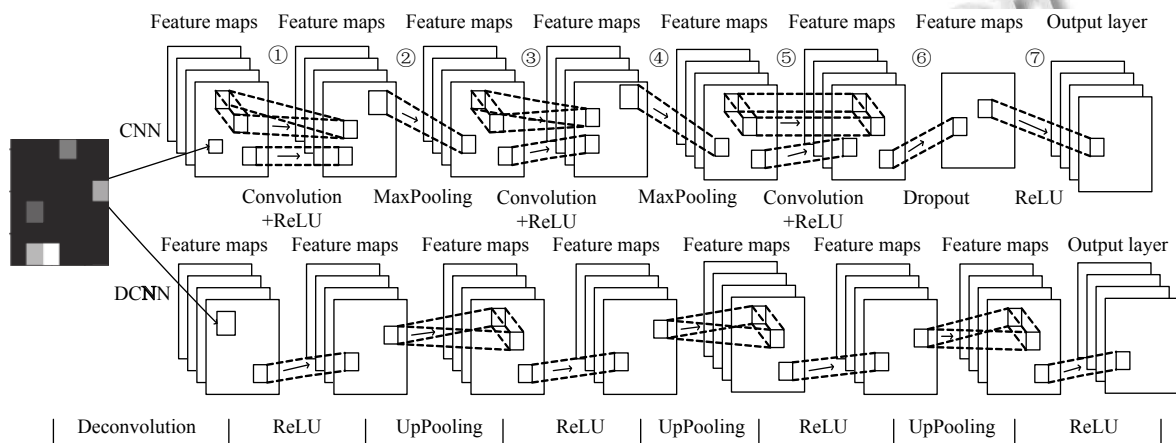 Feature maps Feature maps Feature maps Feature maps Feature maps Feature maps Feature maps Output layer
① ② ③ ④ ⑤ ⑥ ⑦
CNN
Convolution MaxPooling Convolution MaxPooling Convolution Dropout ReLU
+ReLU +ReLU +ReLU
Feature maps Feature maps Feature maps Feature maps Feature maps Feature maps Feature maps Output layer
DCNN
Deconvolution ReLU UpPooling ReLU UpPooling ReLU UpPooling ReLU